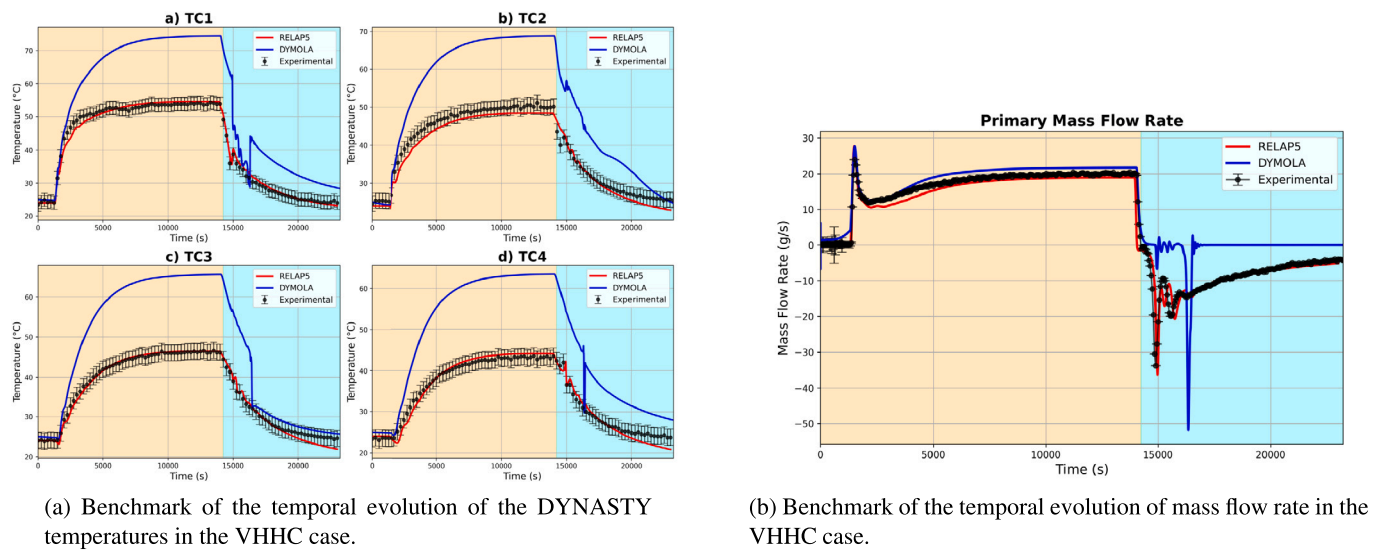 a) TC1
Temperature (°C)
70
60
50
40
30
20
RELAP5
DYMOLA
Experimental
0 5000 10000 15000 20000
Time (s)
b) TC2
Temperature (°C)
70
60
50
40
30
20
RELAP5
DYMOLA
Experimental
0 5000 10000 15000 20000
Time (s)
c) TC3
Temperature (°C)
60
50
40
30
20
RELAP5
DYMOLA
Experimental
0 5000 10000 15000 20000
Time (s)
d) TC4
Temperature (°C)
60
50
40
30
20
RELAP5
DYMOLA
Experimental
0 5000 10000 15000 20000
Time (s)
(a) Benchmark of the temporal evolution of the DYNASTY
temperatures in the VHHC case.
Primary Mass Flow Rate
Mass Flow Rate (g/s)
30
20
10
0
−10
−20
−30
−40
−50
RELAP5
DYMOLA
Experimental
0 5000 10000 15000 20000
Time (s)
(b) Benchmark of the temporal evolution of mass flow rate in the
VHHC case.